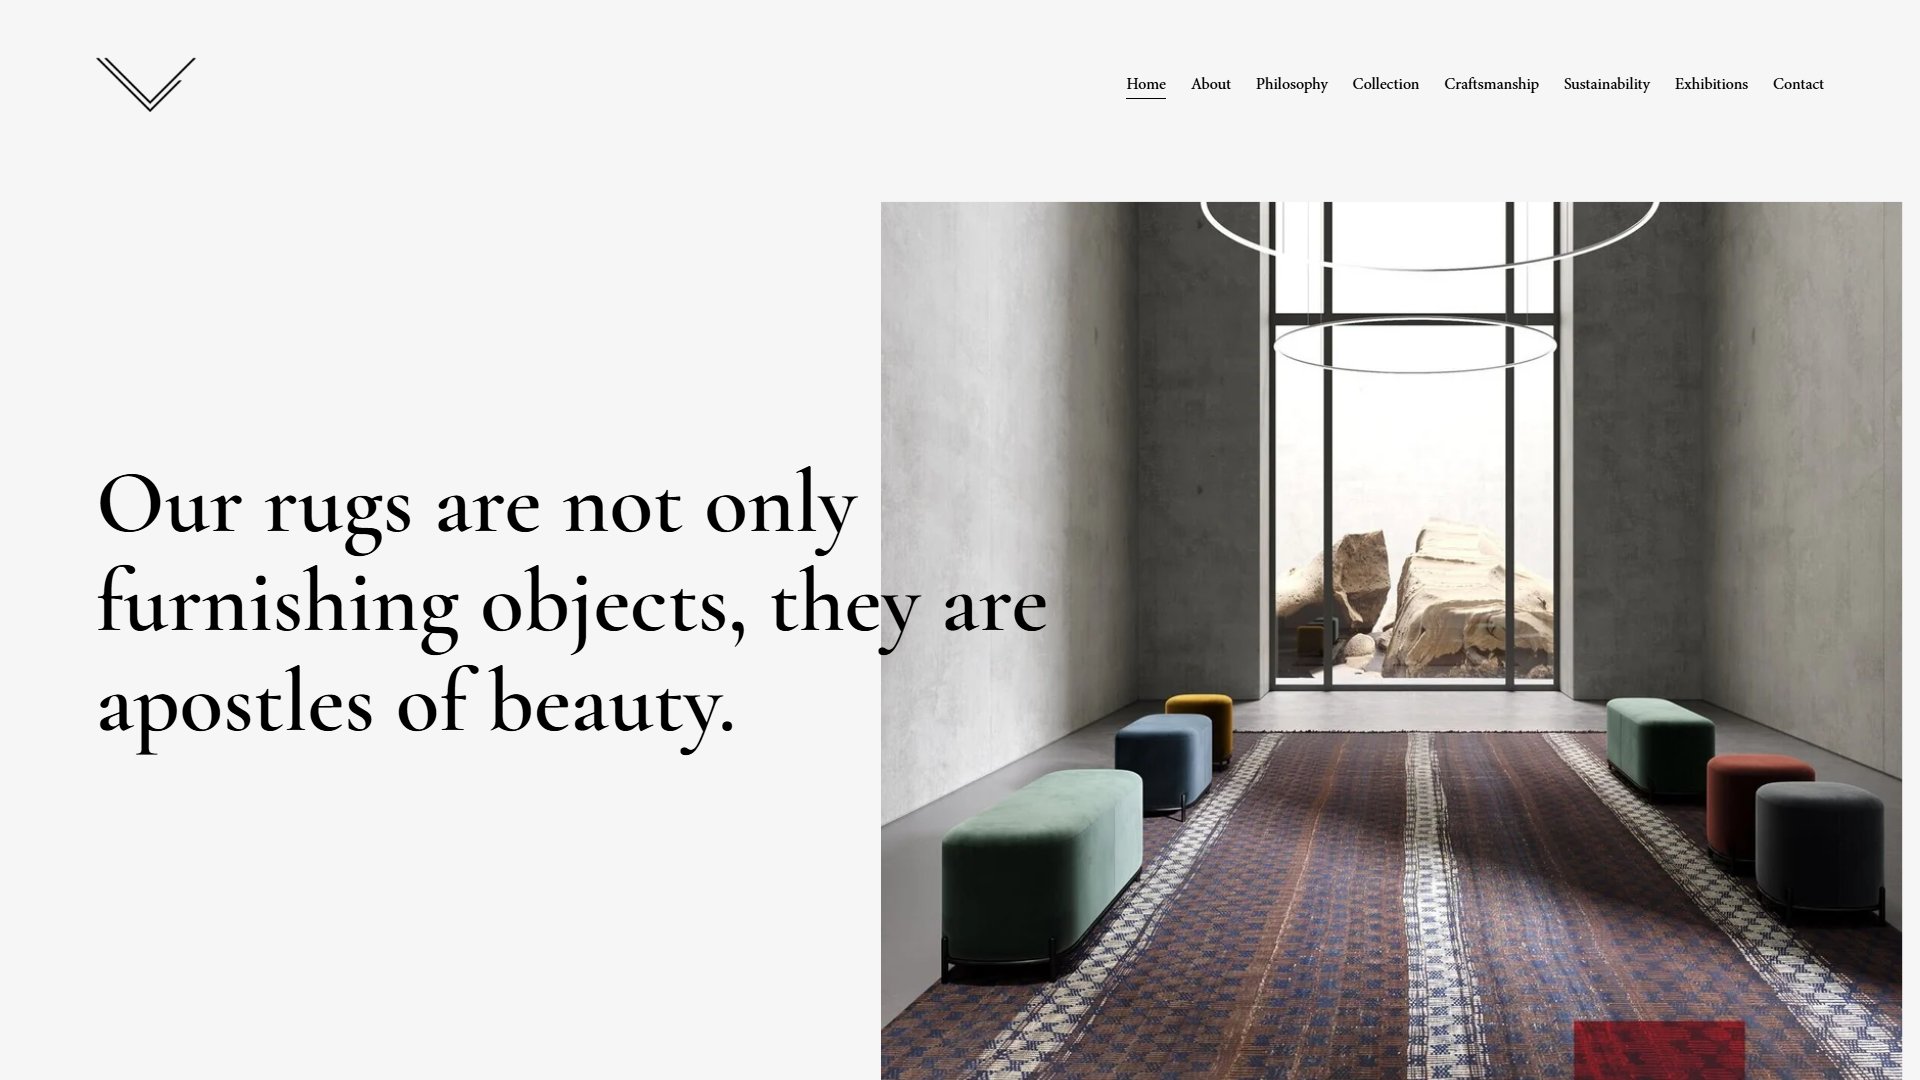 Home About Philosophy Collection Craftsmanship Sustainability Exhibitions Contact
Our rugs are not only
furnishing objects, they are
apostles of beauty.